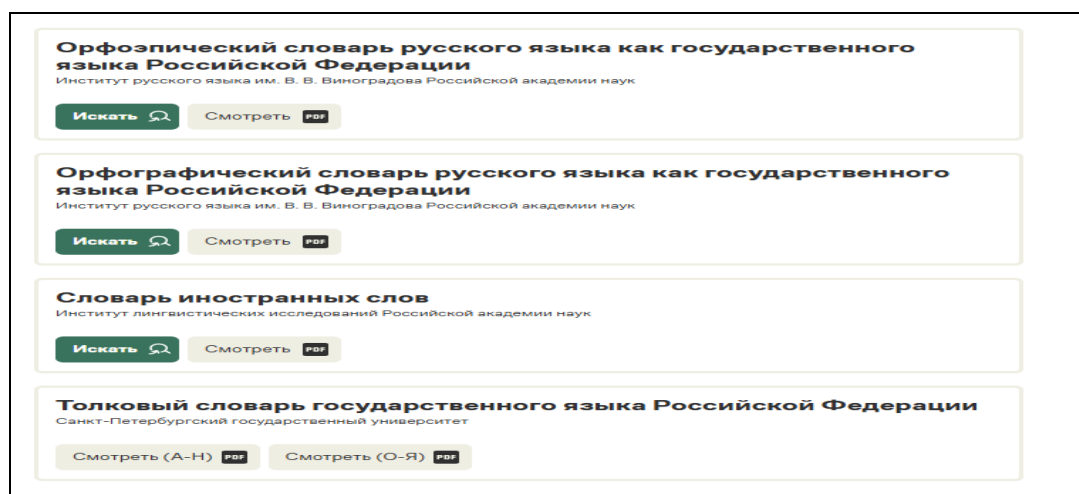 Орфоэпический словарь русского языка как государственного
языка Российской Федерации
Институт русского языка им. В. В. Виноградова Российской академии наук
Искать Смотреть PDF
Орфографический словарь русского языка как государственного
языка Российской Федерации
Институт русского языка им. В. В. Виноградова Российской академии наук
Искать Смотреть PDF
Словарь иностранных слов
Институт лингвистических исследований Российской академии наук
Искать Смотреть PDF
Толковый словарь государственного языка Российской Федерации
Санкт-Петербургский государственный университет
Смотреть (А-Н) PDF Смотреть (О-Я) PDF